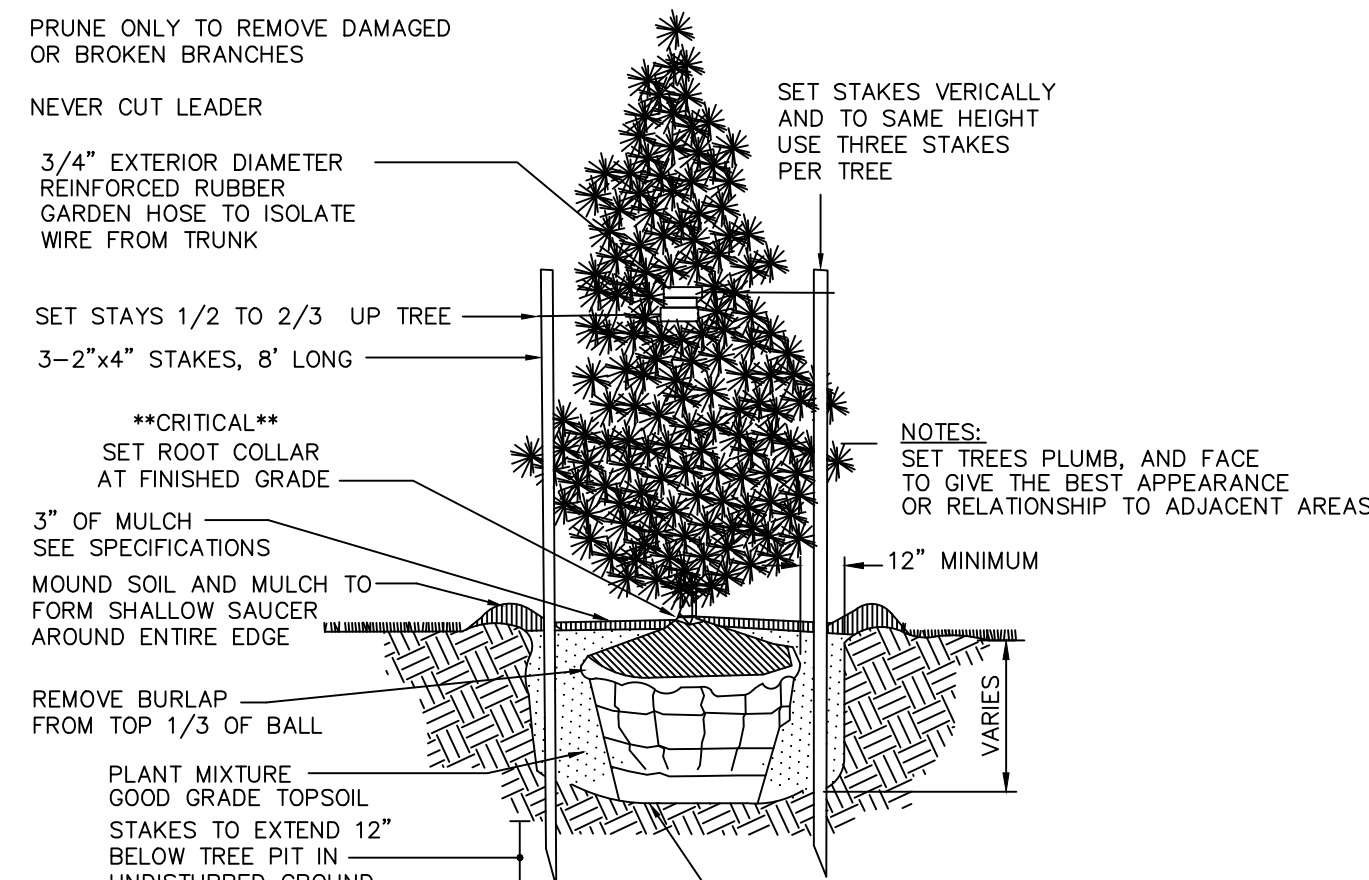 PRUNE ONLY TO REMOVE DAMAGED
OR BROKEN BRANCHES
NEVER CUT LEADER
3/4" EXTERIOR DIAMETER
REINFORCED RUBBER
GARDEN HOSE TO ISOLATE
WIRE FROM TRUNK
SET STAKES VERICALLY
AND TO SAME HEIGHT
USE THREE STAKES
PER TREE
SET STAYS 1/2 TO 2/3 UP TREE
3-2"x4" STAKES, 8' LONG
**CRITICAL**
SET ROOT COLLAR
AT FINISHED GRADE
NOTES:
SET TREES PLUMB, AND FACE
TO GIVE THE BEST APPEARANCE
OR RELATIONSHIP TO ADJACENT AREAS
3" OF MULCH
SEE SPECIFICATIONS
12" MINIMUM
MOUND SOIL AND MULCH TO
FORM SHALLOW SAUCER
AROUND ENTIRE EDGE
REMOVE BURLAP
FROM TOP 1/3 OF BALL
VARIES
PLANT MIXTURE
GOOD GRADE TOPSOIL
STAKES TO EXTEND 12"
BELOW TREE PIT IN
UNDISTURBED GROUND